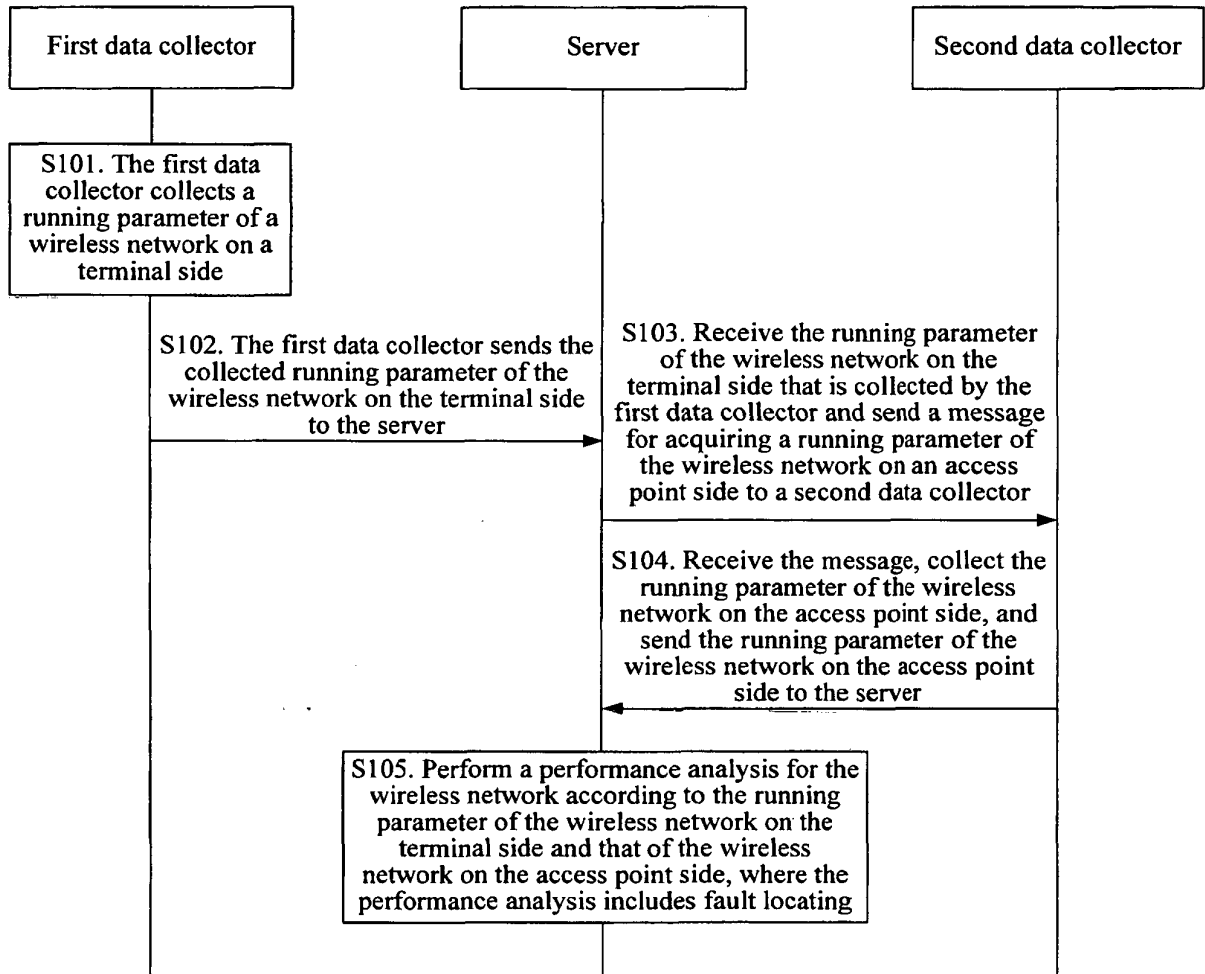 First data collector
Server
Second data collector
S101. The first data
collector collects a
running parameter of a
wireless network on a
terminal side
S102. The first data collector sends the
collected running parameter of the
wireless network on the terminal side
to the server
S103. Receive the running parameter
of the wireless network on the
terminal side that is collected by the
first data collector and send a message
for acquiring a running parameter of
the wireless network on an access
point side to a second data collector
S104. Receive the message, collect the
running parameter of the wireless
network on the access point side, and
send the running parameter of the
wireless network on the access point
side to the server
S105. Perform a performance analysis for the
wireless network according to the running
parameter of the wireless network on the
terminal side and that of the wireless
network on the access point side, where the
performance analysis includes fault locating